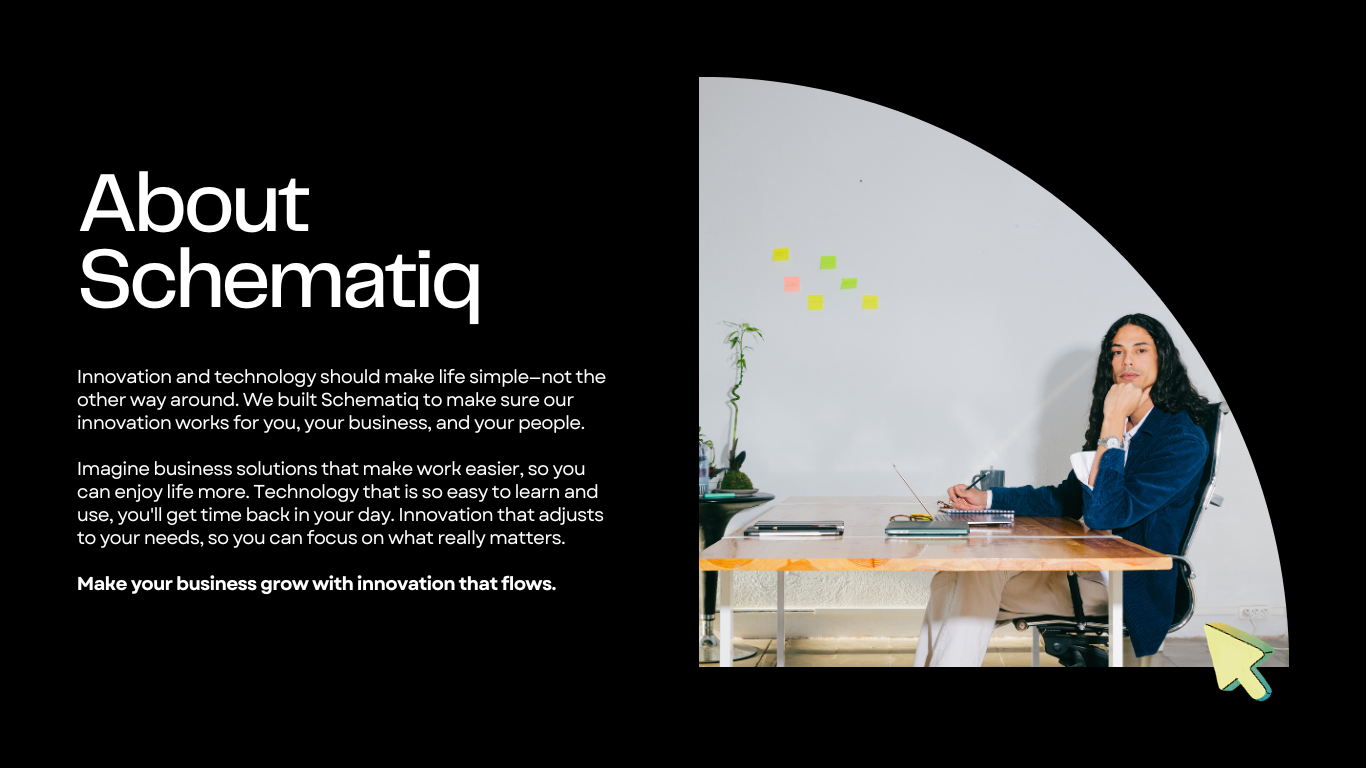 About
Schematiq
Innovation and technology should make life simple—not the
other way around. We built Schematiq to make sure our
innovation works for you, your business, and your people.
Imagine business solutions that make work easier, so you
can enjoy life more. Technology that is so easy to learn and
use, you'll get time back in your day. Innovation that adjusts
to your needs, so you can focus on what really matters.
Make your business grow with innovation that flows.